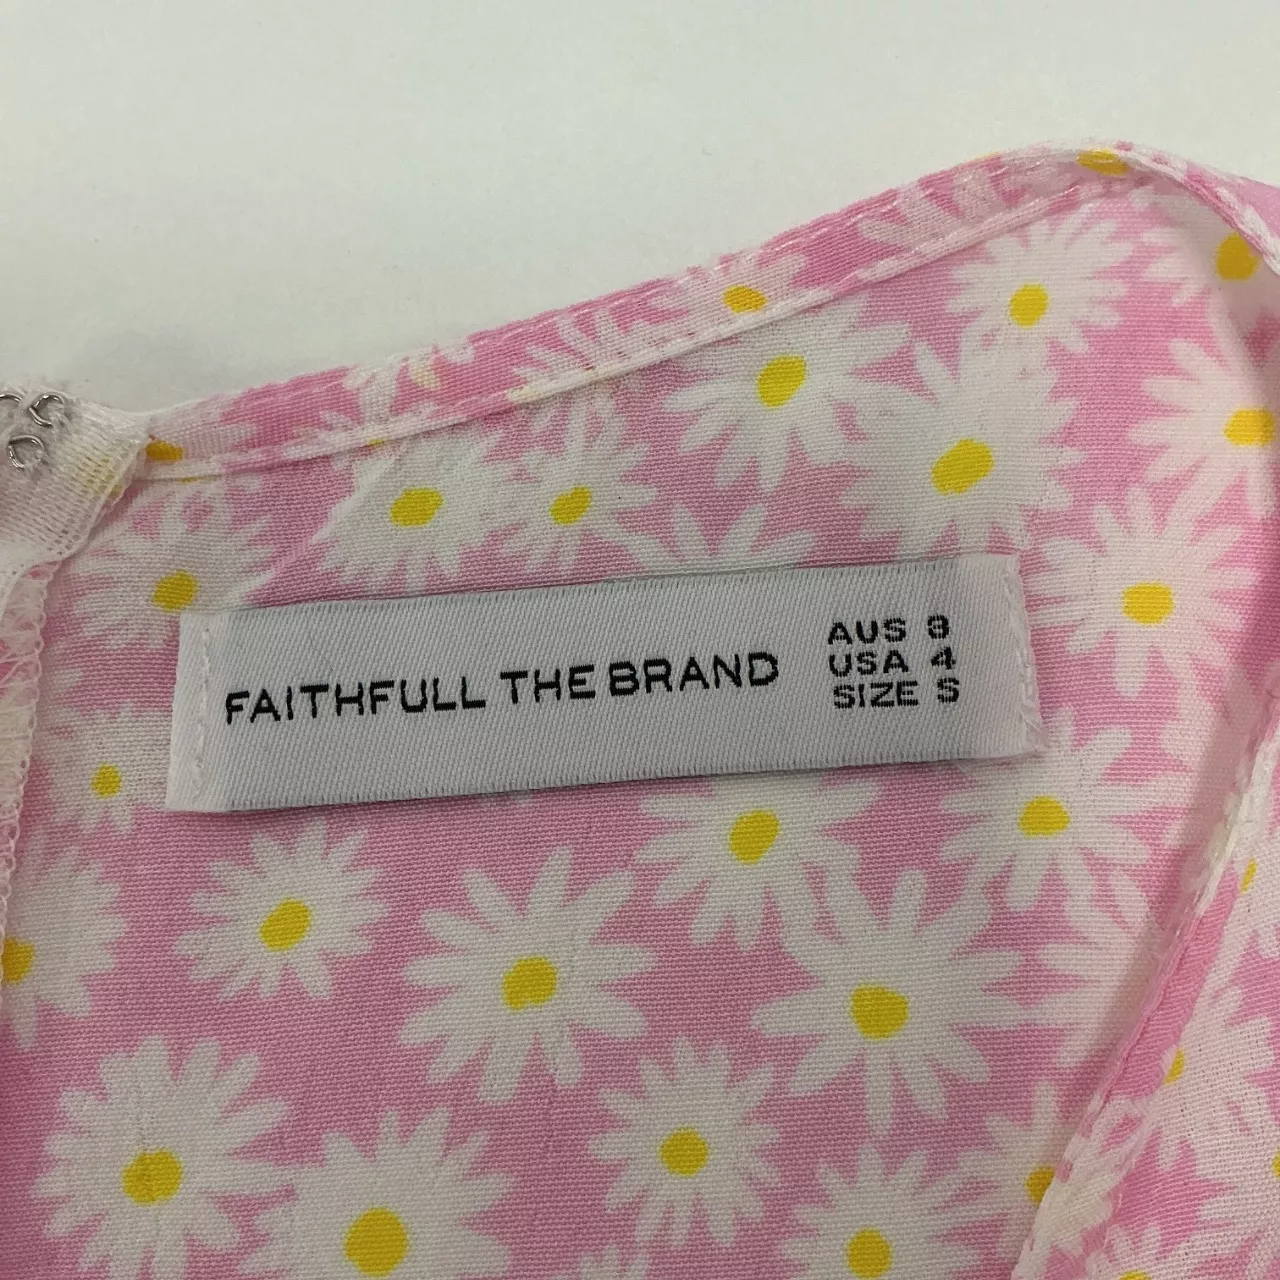 FAITHFULL THE BRAND
AUS 8
USA 4
SIZE S